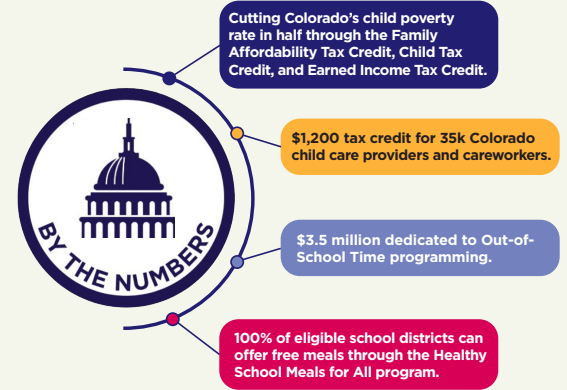 Cutting Colorado’s child poverty
rate in half through the Family
Affordability Tax Credit, Child Tax
Credit, and Earned Income Tax Credit.
$1,200 tax credit for 35k Colorado
child care providers and careworkers.
BY THE NUMBERS
$3.5 million dedicated to Out-of-
School Time programming.
100% of eligible school districts can
offer free meals through the Healthy
School Meals for All program.